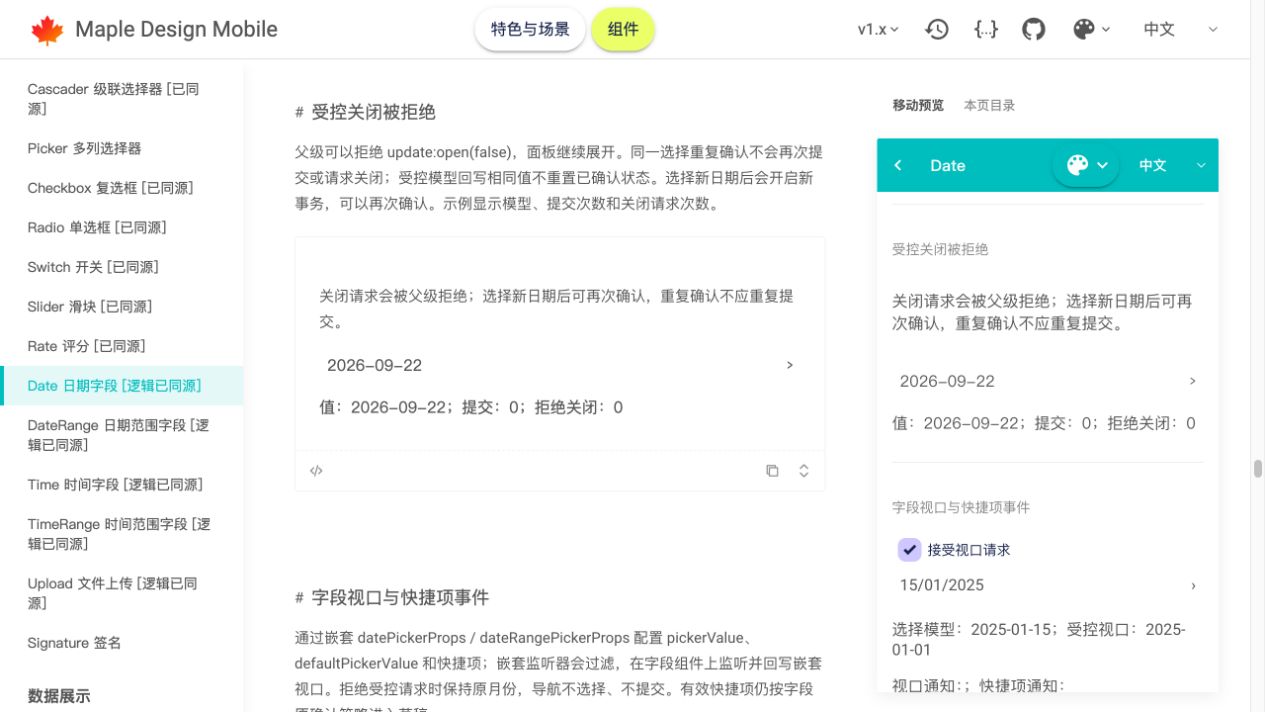 Maple Design Mobile
特色与场景
组件
v1.x
中文
Cascader 级联选择器 [已同
源]
Picker 多列选择器
Checkbox 复选框 [已同源]
Radio 单选框 [已同源]
Switch 开关 [已同源]
Slider 滑块 [已同源]
Rate 评分 [已同源]
Date 日期字段 [逻辑已同源]
DateRange 日期范围字段 [逻
辑已同源]
Time 时间字段 [逻辑已同源]
TimeRange 时间范围字段 [逻
辑已同源]
Upload 文件上传 [逻辑已同
源]
Signature 签名
数据展示
# 受控关闭被拒绝
父级可以拒绝 update:open(false)，面板继续展开。同一选择重复确认不会再次提
交或请求关闭；受控模型回写相同值不重置已确认状态。选择新日期后会开启新
事务，可以再次确认。示例显示模型、提交次数和关闭请求次数。
关闭请求会被父级拒绝；选择新日期后可再次确认，重复确认不应重复提
交。
2026-09-22
值：2026-09-22；提交：0；拒绝关闭：0
# 字段视口与快捷项事件
通过嵌套 datePickerProps / dateRangePickerProps 配置 pickerValue、
defaultPickerValue 和快捷项；嵌套监听器会过滤，在字段组件上监听并回写嵌套
视口。拒绝受控请求时保持原月份，导航不选择、不提交。有效快捷项仍按字段
移动预览
本页目录
Date
中文
受控关闭被拒绝
关闭请求会被父级拒绝；选择新日期后可再
次确认，重复确认不应重复提交。
2026-09-22
值：2026-09-22；提交：0；拒绝关闭：0
字段视口与快捷项事件
接受视口请求
15/01/2025
选择模型：2025-01-15；受控视口：2025-
01-01
视口通知：；快捷项通知：